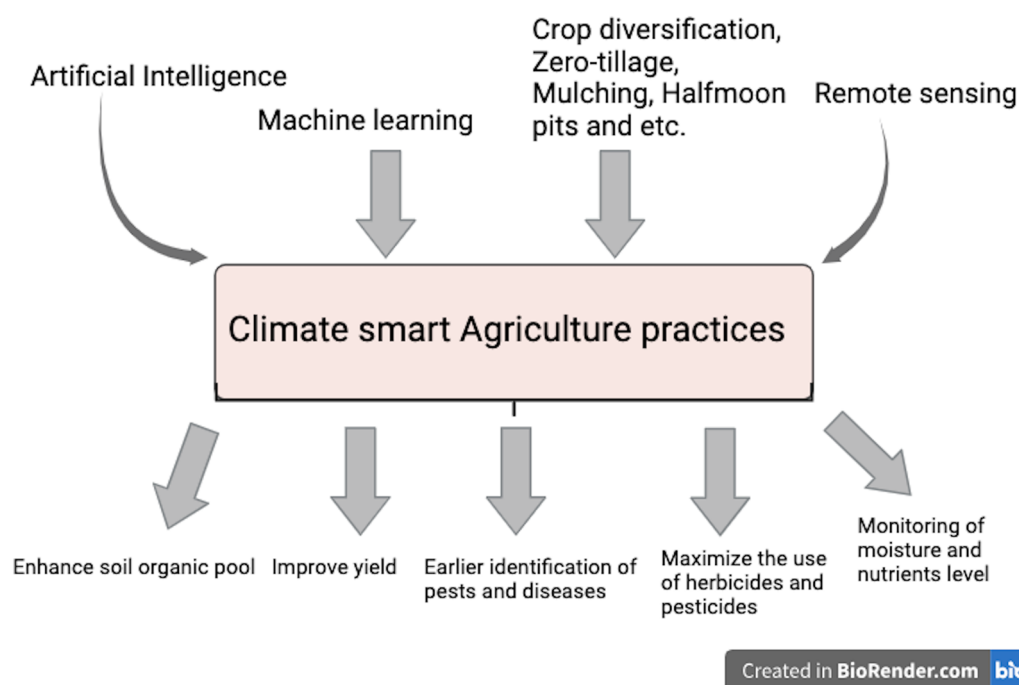 Artificial Intelligence
Machine learning
Crop diversification,
Zero-tillage,
Mulching, Halfmoon
pits and etc.
Remote sensing
Climate smart Agriculture practices
Enhance soil organic pool
Improve yield
Earlier identification of
pests and diseases
Maximize the use
of herbicides and
pesticides
Monitoring of
moisture and
nutrients level
Created in BioRender.com